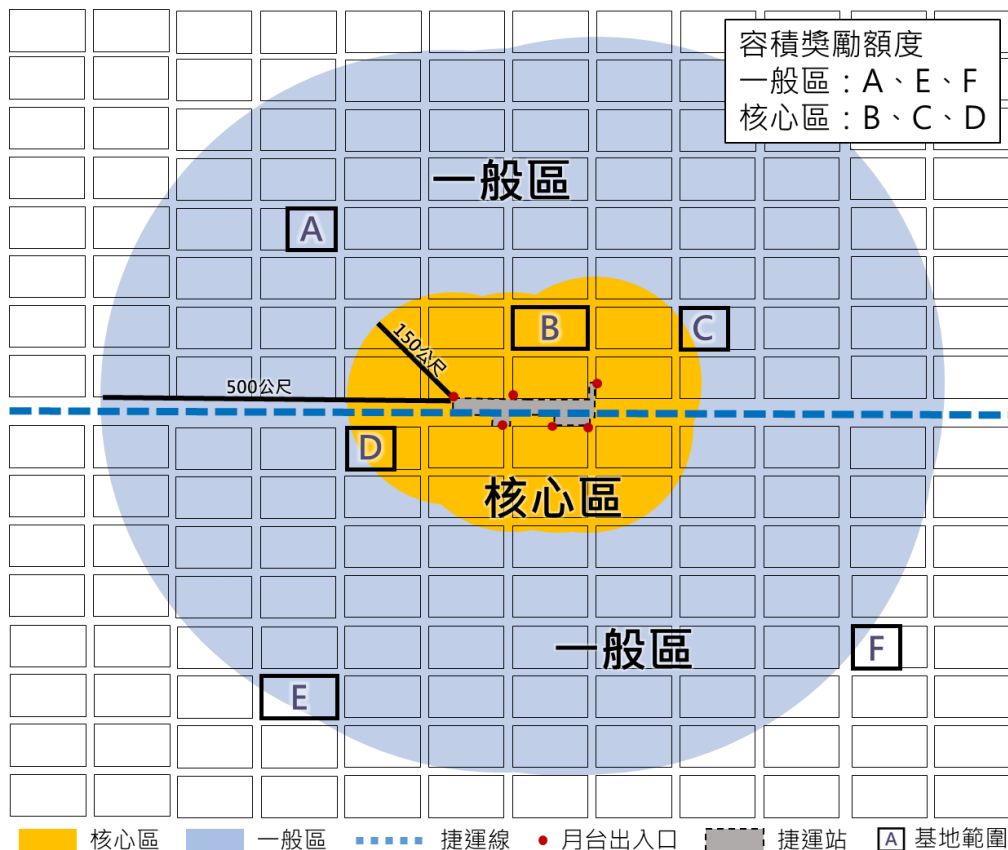 容積獎勵額度
一般區：A、E、F
核心區：B、C、D
一般區
A
B
C
150公尺
500公尺
D
核心區
一般區
F
E
核心區
一般區
捷運線
月台出入口
捷運站
A 基地範圍